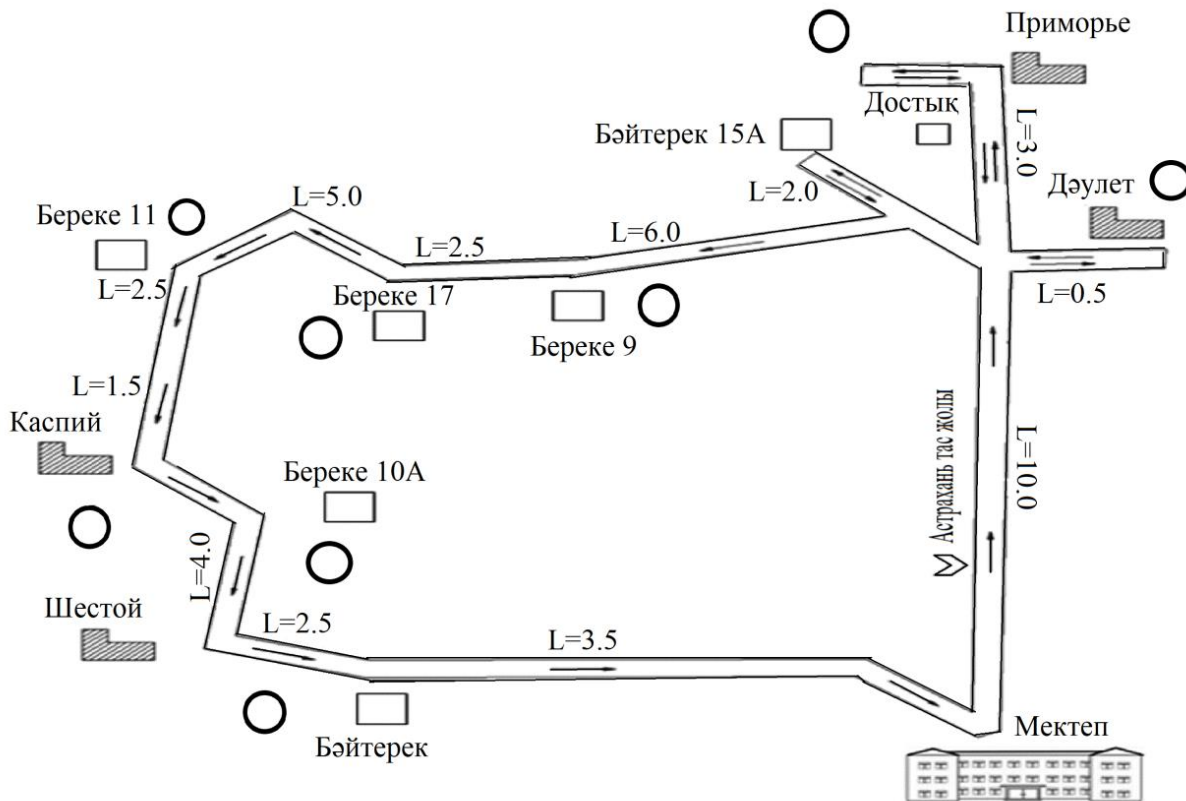 Приморье
Достық
Бәйтерек 15А
L=3.0
Дәулет
L=2.0
L=5.0
Береке 11
L=6.0
L=2.5
L=2.5
Береке 17
L=0.5
Береке 9
L=1.5
Каспий
Береке 10А
Астрахань тас жолы
L=10.0
L=4.0
Шестой
L=2.5
L=3.5
Бәйтерек
Мектеп